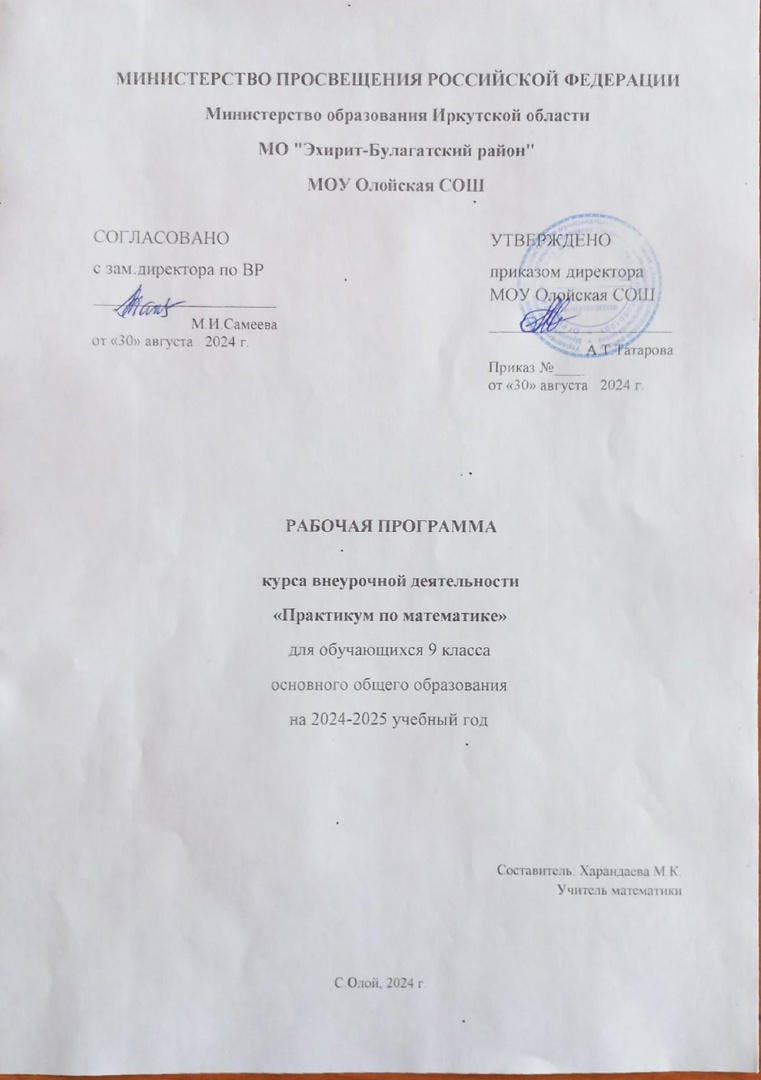 МИНИСТЕРСТВО ПРОСВЕЩЕНИЯ РОССИЙСКОЙ ФЕДЕРАЦИИ
Министерство образования Иркутской области
МО "Эхирит-Булагатский район"
МОУ Олойская СОШ
СОГЛАСОВАНО
с зам.директора по ВР
М.И.Самеева
от «30» августа 2024 г.
УТВЕРЖДЕНО
приказом директора
МОУ Олойская СОШ
А.Т.Татарова
Приказ №____
от «30» августа 2024 г.
РАБОЧАЯ ПРОГРАММА
курса внеурочной деятельности
«Практикум по математике»
для обучающихся 9 класса
основного общего образования
на 2024-2025 учебный год
Составитель: Харандаева М.К.
Учитель математики
С.Олой, 2024 г.